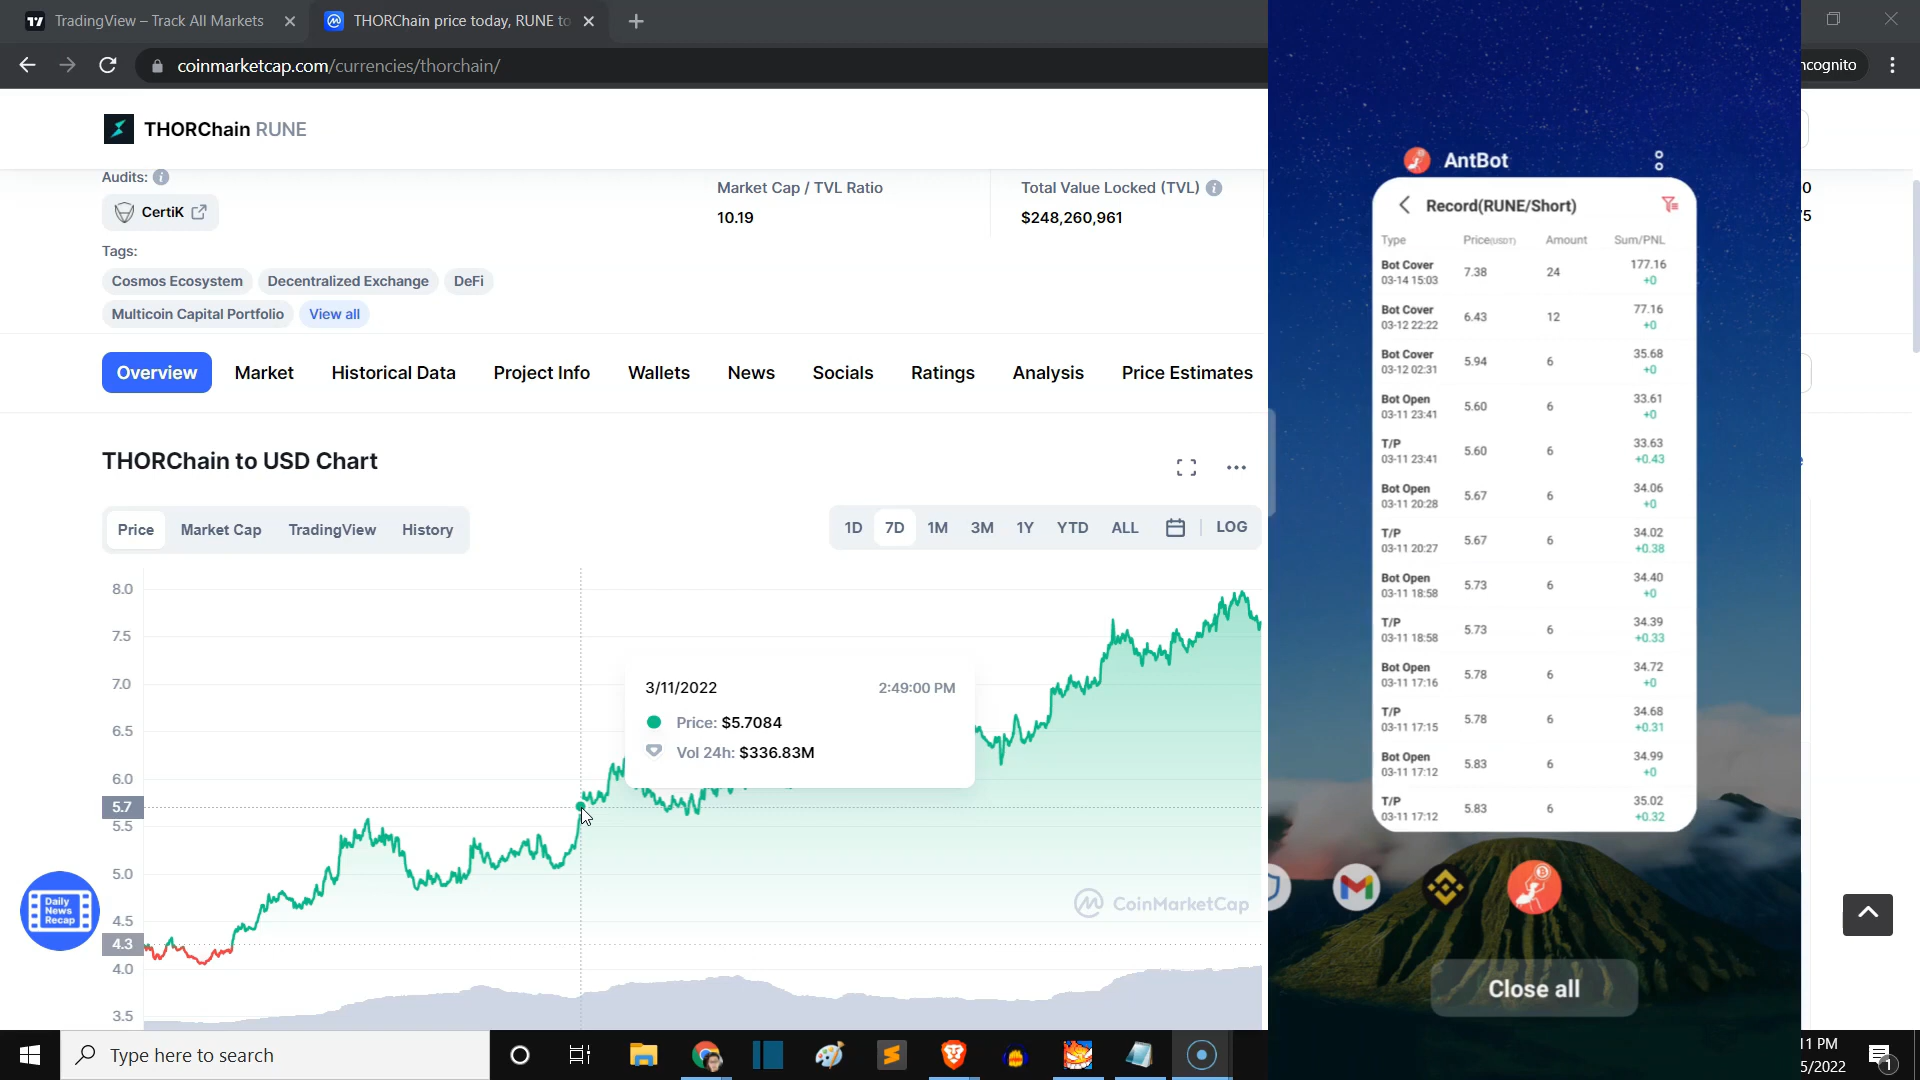 TradingView – Track All Markets
THORChain price today, RUNE to
coinmarketcap.com/currencies/thorchain/
ncognito
THORChain RUNE
Audits:
CertiK
Tags:
Cosmos Ecosystem Decentralized Exchange DeFi
Multicoin Capital Portfolio View all
Market Cap / TVL Ratio
10.19
Total Value Locked (TVL)
$248,260,961
Overview Market Historical Data Project Info Wallets News Socials Ratings Analysis Price Estimates
THORChain to USD Chart
Price Market Cap TradingView History
1D 7D 1M 3M 1Y YTD ALL LOG
8.0
7.5
7.0
6.5
6.0
5.7
5.5
5.0
4.5
4.3
4.0
3.5
3/11/2022 2:49:00 PM
Price: $5.7084
Vol 24h: $336.83M
CoinMarketCap
Daily
News
Recap
AntBot
Record(RUNE/Short)
Type Price(USDT) Amount Sum/PNL
Bot Cover 7.38 24 177.16
03-14 15:03 +0
Bot Cover 6.43 12 77.16
03-12 22:22 +0
Bot Cover 5.94 6 35.68
03-12 02:31 +0
Bot Open 5.60 6 33.61
03-11 23:41 +0
T/P 5.60 6 33.63
03-11 23:41 +0.43
Bot Open 5.67 6 34.06
03-11 20:28 +0
T/P 5.67 6 34.02
03-11 20:27 +0.38
Bot Open 5.73 6 34.40
03-11 18:58 +0
T/P 5.73 6 34.39
03-11 18:58 +0.33
Bot Open 5.78 6 34.72
03-11 17:16 +0
T/P 5.78 6 34.68
03-11 17:15 +0.31
Bot Open 5.83 6 34.99
03-11 17:12 +0
T/P 5.83 6 35.02
03-11 17:12 +0.32
Close all
Type here to search
11 PM
5/2022
1